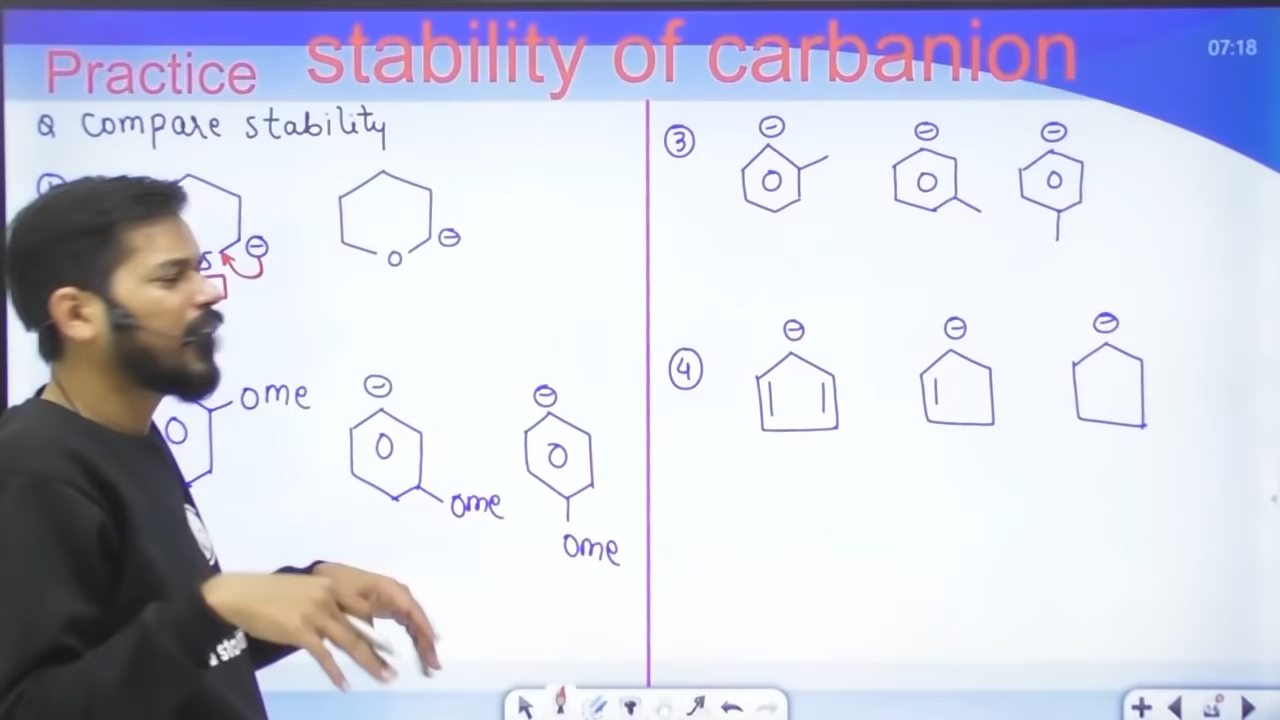 Practice
stability of carbanion
07:18
Q compare stability
S
⊖
O
⊖
OMe
⊖
OMe
⊖
OMe
③
⊖
⊖
⊖
④
⊖
⊖
⊖